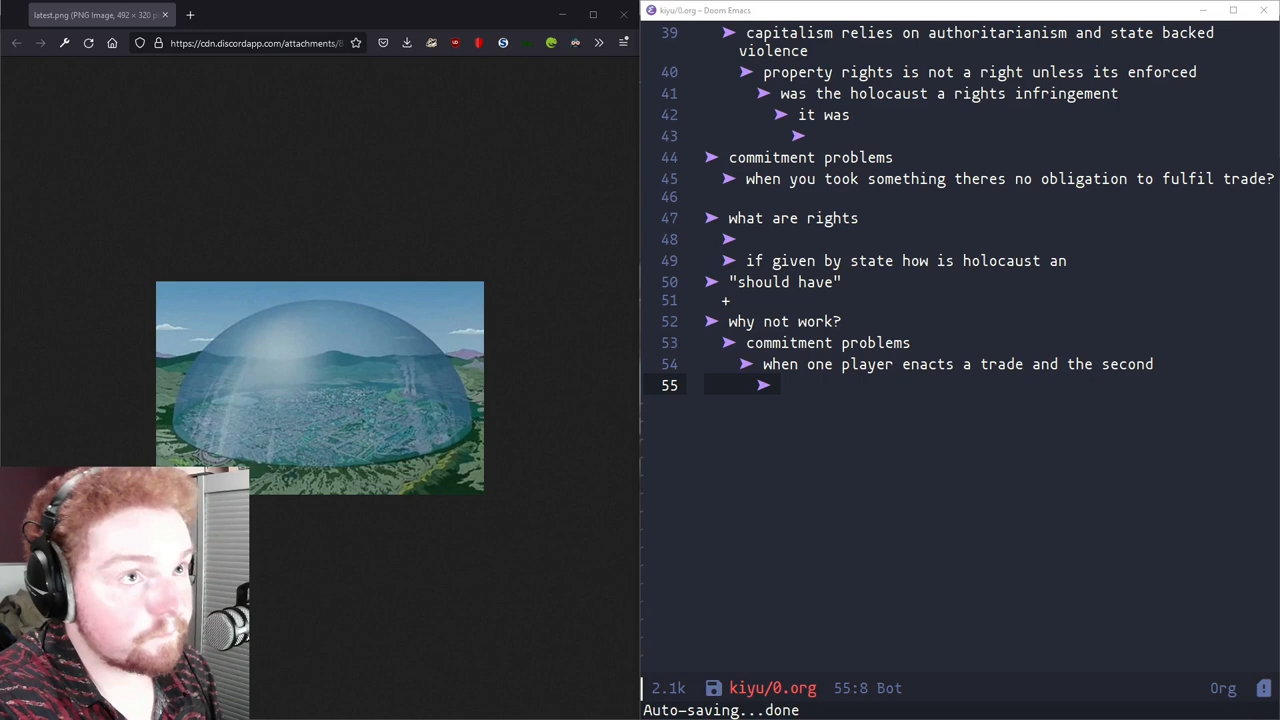 latest.png (PNG Image, 492 × 320 p
https://cdn.discordapp.com/attachments/8
kiyu/0.org – Doom Emacs
39 capitalism relies on authoritarianism and state backed
violence
40 property rights is not a right unless its enforced
41 was the holocaust a rights infringement
42 it was
43
44 commitment problems
45 when you took something theres no obligation to fulfil trade?
46
47 what are rights
48
49 if given by state how is holocaust an
50 "should have"
51 +
52 why not work?
53 commitment problems
54 when one player enacts a trade and the second
55
2.1k kiyu/0.org 55:8 Bot Org
Auto-saving...done